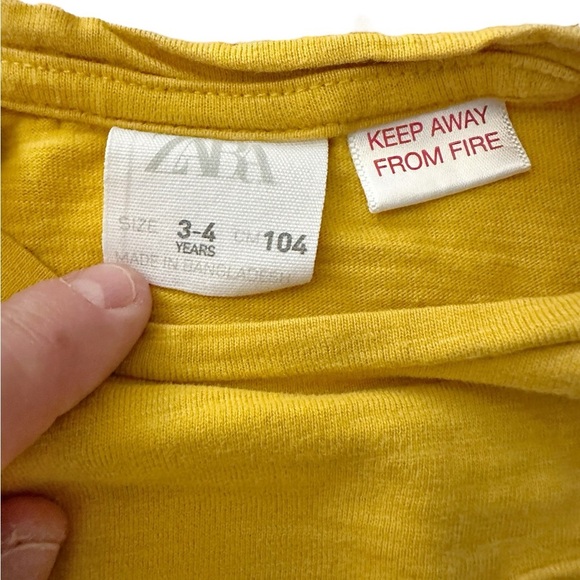 ZARA
SIZE 3-4 YEARS CM 104
MADE IN BANGLADESH
KEEP AWAY
FROM FIRE